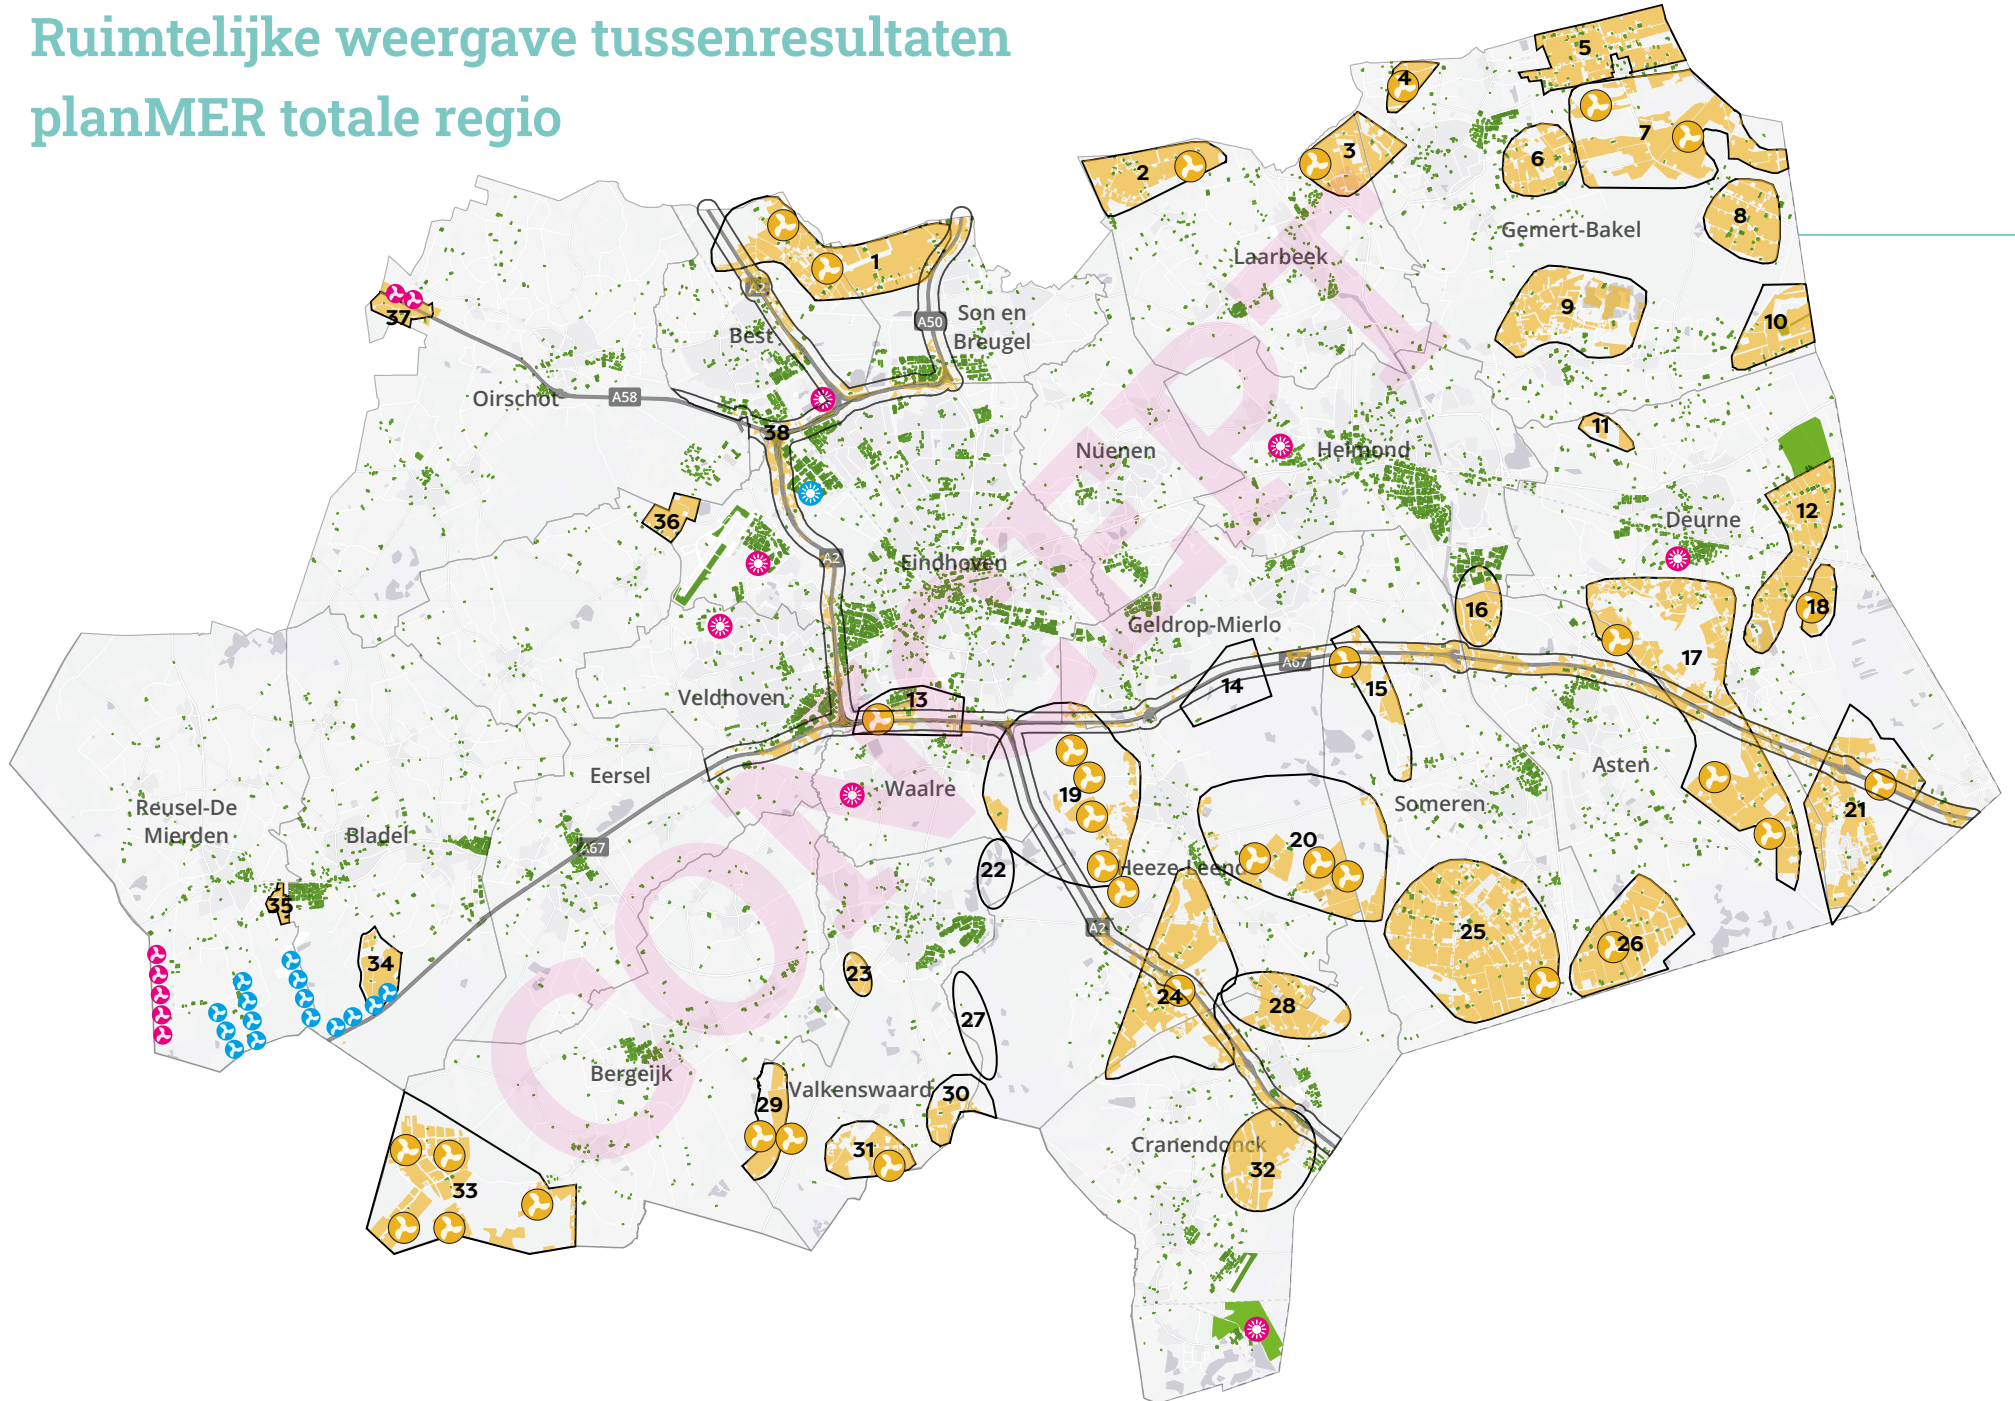 Ruimtelijke weergave tussenresultaten
planMER totale regio
5
4
7
3
6
2
8
Gemert-Bakel
Laarbeek
1
A2
9
37
Son en
Breugel
A50
10
Best
Oirschot
A58
11
38
Nuenen
Helmond
12
Deurne
36
A2
Eindhoven
16
18
Geldrop-Mierlo
17
A67
14
15
13
Veldhoven
Asten
Eersel
Waalre
19
Someren
21
Reusel-De
Mierden
Bladel
A67
20
22
Heeze-Leende
35
A2
25
26
34
23
24
28
27
Bergeijk
Valkenswaard
30
29
Cranendonck
31
32
33
CONCEPT